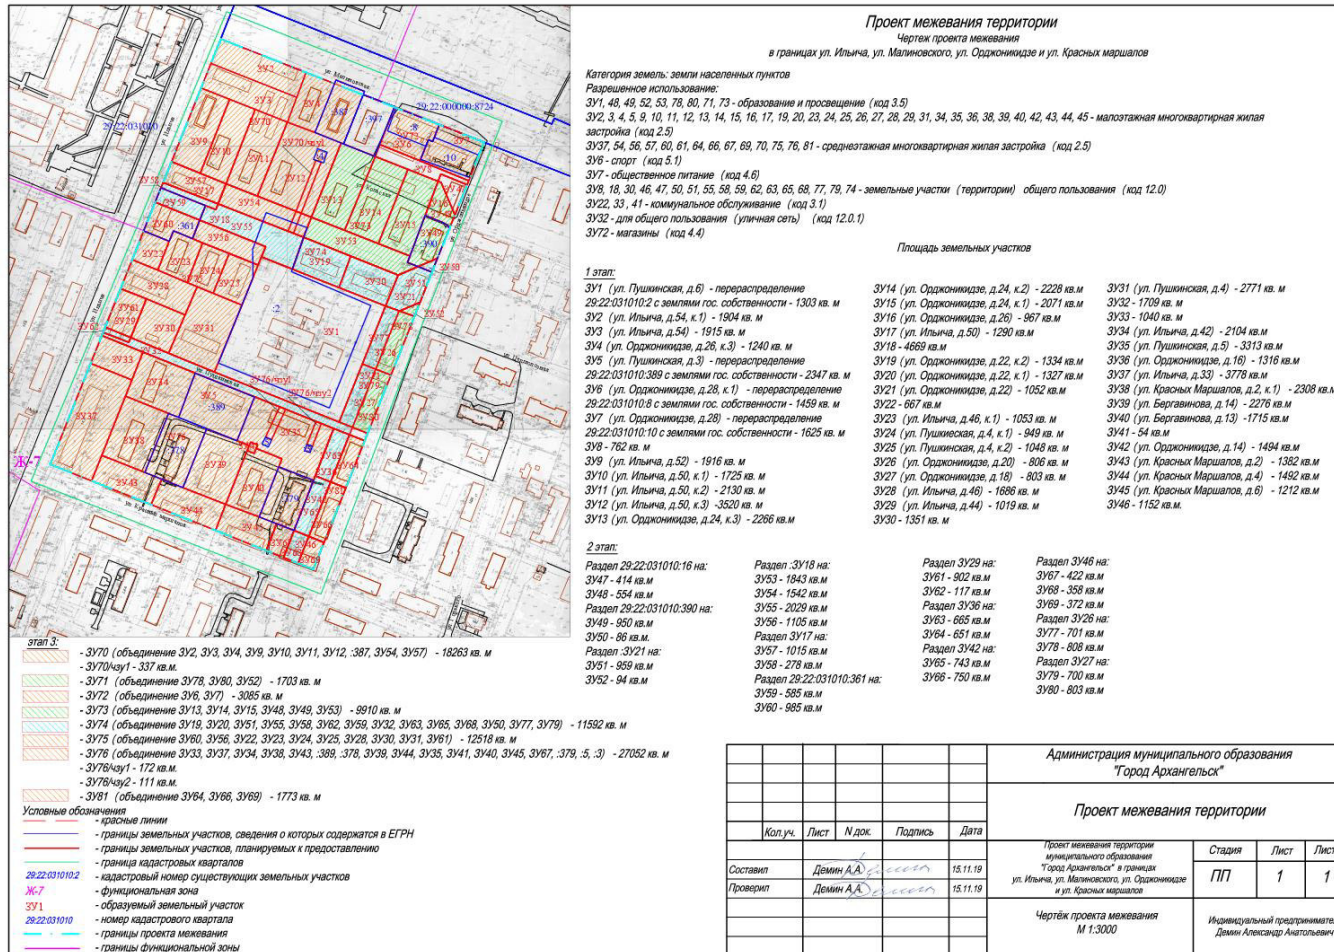 Проект межевания территории
Чертеж проекта межевания
в границах ул. Ильича, ул. Малиновского, ул. Орджоникидзе и ул. Красных маршалов
Категория земель: земли населенных пунктов
Разрешенное использование:
ЗУ1, 48, 49, 52, 53, 78, 80, 71, 73 - образование и просвещение (код 3.5)
ЗУ2, 3, 4, 5, 9, 10, 11, 12, 13, 14, 15, 16, 17, 19, 20, 23, 24, 25, 26, 27, 28, 29, 31, 34, 35, 36, 38, 39, 40, 42, 43, 44, 45 - малоэтажная многоквартирная жилая
застройка (код 2.5)
ЗУ37, 54, 56, 57, 60, 61, 64, 66, 67, 69, 70, 75, 76, 81 - среднеэтажная многоквартирная жилая застройка (код 2.5)
ЗУ6 - спорт (код 5.1)
ЗУ7 - общественное питание (код 4.6)
ЗУ8, 18, 30, 46, 47, 50, 51, 55, 58, 59, 62, 63, 65, 68, 77, 79, 74 - земельные участки (территории) общего пользования (код 12.0)
ЗУ22, 33 , 41 - коммунальное обслуживание (код 3.1)
ЗУ32 - для общего пользования (уличная сеть) (код 12.0.1)
ЗУ72 - магазины (код 4.4)
Площадь земельных участков
1 этап:
ЗУ1 (ул. Пушкинская, д.6) - перераспределение
29:22:031010:2 с землями гос. собственности - 1303 кв. м
ЗУ2 (ул. Ильича, д.54, к.1) - 1904 кв. м
ЗУ3 (ул. Ильича, д.54) - 1915 кв. м
ЗУ4 (ул. Орджоникидзе, д.26, к.3) - 1240 кв. м
ЗУ5 (ул. Пушкинская, д.3) - перераспределение
29:22:031010:389 с землями гос. собственности - 2347 кв. м
ЗУ6 (ул. Орджоникидзе, д.28, к.1) - перераспределение
29:22:031010:8 с землями гос. собственности - 1459 кв. м
ЗУ7 (ул. Орджоникидзе, д.28) - перераспределение
29:22:031010:10 с землями гос. собственности - 1625 кв. м
ЗУ8 - 762 кв. м
ЗУ9 (ул. Ильича, д.52) - 1916 кв. м
ЗУ10 (ул. Ильича, д.50, к.1) - 1725 кв. м
ЗУ11 (ул. Ильича, д.50, к.2) - 2130 кв. м
ЗУ12 (ул. Ильича, д.50, к.3) -3520 кв. м
ЗУ13 (ул. Орджоникидзе, д.24, к.3) - 2266 кв.м
ЗУ14 (ул. Орджоникидзе, д.24, к.2) - 2228 кв.м
ЗУ15 (ул. Орджоникидзе, д.24, к.1) - 2071 кв.м
ЗУ16 (ул. Орджоникидзе, д.26) - 967 кв.м
ЗУ17 (ул. Ильича, д.50) - 1290 кв.м
ЗУ18 - 4669 кв.м
ЗУ19 (ул. Орджоникидзе, д.22, к.2) - 1334 кв.м
ЗУ20 (ул. Орджоникидзе, д.22, к.1) - 1327 кв.м
ЗУ21 (ул. Орджоникидзе, д.22) - 1052 кв. м
ЗУ22 - 667 кв.м
ЗУ23 (ул. Ильича, д.46, к.1) - 1053 кв. м
ЗУ24 (ул. Пушкиеская, д.4, к.1) - 949 кв. м
ЗУ25 (ул. Пушкинская, д.4, к.2) - 1048 кв. м
ЗУ26 (ул. Орджоникидзе, д.20) - 806 кв. м
ЗУ27 (ул. Орджоникидзе, д.18) - 803 кв. м
ЗУ28 (ул. Ильича, д.46) - 1686 кв. м
ЗУ29 (ул. Ильича, д.44) - 1019 кв. м
ЗУ30 - 1351 кв. м
ЗУ31 (ул. Пушкинская, д.4) - 2771 кв. м
ЗУ32 - 1709 кв. м
ЗУ33 - 1040 кв. м
ЗУ34 (ул. Ильича, д.42) - 2104 кв.м
ЗУ35 (ул. Пушкинская, д.5) - 3313 кв.м
ЗУ36 (ул. Орджоникидзе, д.16) - 1316 кв.м
ЗУ37 (ул. Ильича, д.33) - 3778 кв.м
ЗУ38 (ул. Красных Маршалов, д.2, к.1) - 2308 кв.м
ЗУ39 (ул. Бергавинова, д.14) - 2276 кв.м
ЗУ40 (ул. Бергавинова, д.13) -1715 кв.м
ЗУ41 - 54 кв.м
ЗУ42 (ул. Орджоникидзе, д.14) - 1494 кв.м
ЗУ43 (ул. Красных Маршалов, д.2) - 1382 кв.м
ЗУ44 (ул. Красных Маршалов, д.4) - 1492 кв.м
ЗУ45 (ул. Красных Маршалов, д.6) - 1212 кв.м
ЗУ46 - 1152 кв.м.
2 этап:
Раздел 29:22:031010:16 на:
ЗУ47 - 414 кв.м
ЗУ48 - 554 кв.м
Раздел 29:22:031010:390 на:
ЗУ49 - 950 кв.м
ЗУ50 - 86 кв.м.
Раздел :ЗУ21 на:
ЗУ51 - 959 кв.м
ЗУ52 - 94 кв.м
Раздел :ЗУ18 на:
ЗУ53 - 1843 кв.м
ЗУ54 - 1542 кв.м
ЗУ55 - 2029 кв.м
ЗУ56 - 1105 кв.м
Раздел ЗУ17 на:
ЗУ57 - 1015 кв.м
ЗУ58 - 278 кв.м
Раздел 29:22:031010:361 на:
ЗУ59 - 585 кв.м
ЗУ60 - 985 кв.м
Раздел ЗУ29 на:
ЗУ61 - 902 кв.м
ЗУ62 - 117 кв.м
Раздел ЗУ36 на:
ЗУ63 - 665 кв.м
ЗУ64 - 651 кв.м
Раздел ЗУ42 на:
ЗУ65 - 743 кв.м
ЗУ66 - 750 кв.м
Раздел ЗУ46 на:
ЗУ67 - 422 кв.м
ЗУ68 - 358 кв.м
ЗУ69 - 372 кв.м
Раздел ЗУ26 на:
ЗУ77 - 701 кв.м
ЗУ78 - 808 кв.м
Раздел ЗУ27 на:
ЗУ79 - 700 кв.м
ЗУ80 - 803 кв.м
этап 3:
- ЗУ70 (объединение ЗУ2, ЗУ3, ЗУ4, ЗУ9, ЗУ10, ЗУ11, ЗУ12, :387, ЗУ54, ЗУ57) - 18263 кв. м
- ЗУ70/чзу1 - 337 кв.м.
- ЗУ71 (объединение ЗУ78, ЗУ80, ЗУ52) - 1703 кв. м
- ЗУ72 (объединение ЗУ6, ЗУ7) - 3085 кв. м
- ЗУ73 (объединение ЗУ13, ЗУ14, ЗУ15, ЗУ48, ЗУ49, ЗУ53) - 9910 кв. м
- ЗУ74 (объединение ЗУ19, ЗУ20, ЗУ51, ЗУ55, ЗУ58, ЗУ62, ЗУ59, ЗУ32, ЗУ63, ЗУ65, ЗУ68, ЗУ50, ЗУ77, ЗУ79) - 11592 кв. м
- ЗУ75 (объединение ЗУ60, ЗУ56, ЗУ22, ЗУ23, ЗУ24, ЗУ25, ЗУ28, ЗУ30, ЗУ31, ЗУ61) - 12518 кв. м
- ЗУ76 (объединение ЗУ33, ЗУ37, ЗУ34, ЗУ38, ЗУ43, :389, :378, ЗУ39, ЗУ44, ЗУ35, ЗУ41, ЗУ40, ЗУ45, ЗУ67, :379, :5, :3) - 27052 кв. м
- ЗУ76/чзу1 - 172 кв.м.
- ЗУ76/чзу2 - 111 кв.м.
- ЗУ81 (объединение ЗУ64, ЗУ66, ЗУ69) - 1773 кв. м
Условные обозначения
- красные линии
- границы земельных участков, сведения о которых содержатся в ЕГРН
- границы земельных участков, планируемых к предоставлению
- граница кадастровых кварталов
29:22:031010:2 - кадастровый номер существующих земельных участков
Ж-7 - функциональная зона
ЗУ1 - образуемый земельный участок
29:22:031010 - номер кадастрового квартала
- границы проекта межевания
- границы функциональной зоны
Администрация муниципального образования
"Город Архангельск"
Проект межевания территории
Кол.уч. Лист N док. Подпись Дата
Составил Демин А.А. 15.11.19
Проверил Демин А.А. 15.11.19
Проект межевания территории
муниципального образования
"Город Архангельск" в границах
ул. Ильича, ул. Малиновского, ул. Орджоникидзе
и ул. Красных маршалов
Стадия Лист
ПП 1 1
Чертёж проекта межевания
М 1:3000
Индивидуальный предприниматель
Демин Александр Анатольевич
29:22:000000:8724
Ж-7